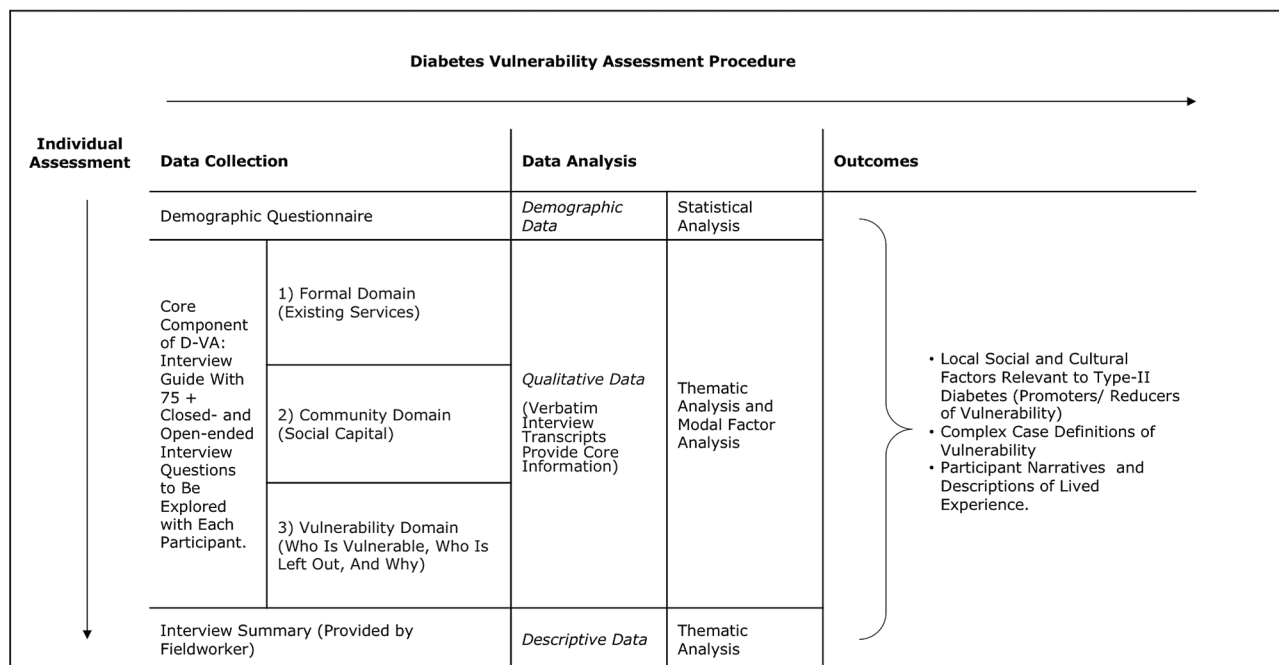 Diabetes Vulnerability Assessment Procedure
Individual
Assessment
Data Collection
Data Analysis
Outcomes
Demographic Questionnaire
Demographic
Data
Statistical
Analysis
Core
Component
of D-VA:
Interview
Guide With
75 +
Closed- and
Open-ended
Interview
Questions
to Be
Explored
with Each
Participant.
1) Formal Domain
(Existing Services)
2) Community Domain
(Social Capital)
3) Vulnerability Domain
(Who Is Vulnerable, Who Is
Left Out, And Why)
Qualitative Data
(Verbatim
Interview
Transcripts
Provide Core
Information)
Thematic
Analysis and
Modal Factor
Analysis
• Local Social and Cultural
Factors Relevant to Type-II
Diabetes (Promoters/ Reducers
of Vulnerability)
• Complex Case Definitions of
Vulnerability
• Participant Narratives and
Descriptions of Lived
Experience.
Interview Summary (Provided by
Fieldworker)
Descriptive Data
Thematic
Analysis